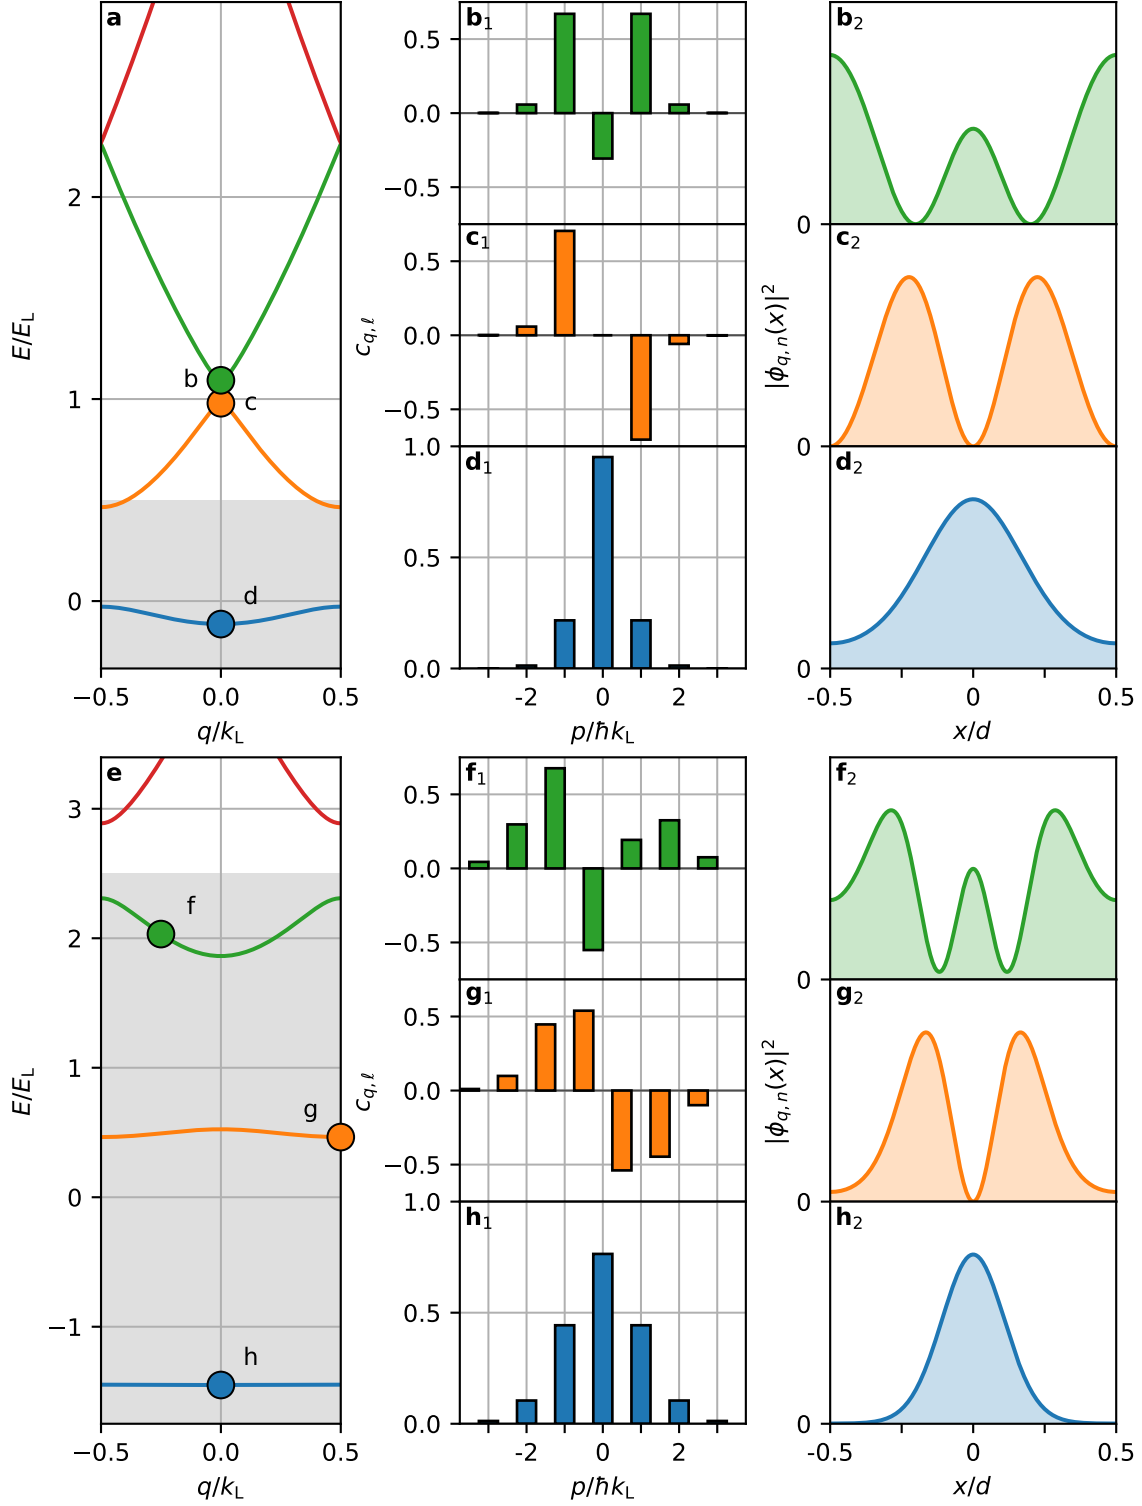 a
E/E_L
2
1
0
b
c
d
−0.5
0.0
0.5
q/k_L
b₁
0.5
0.0
−0.5
c₁
0.5
0.0
−0.5
c_{q,ℓ}
d₁
1.0
0.5
0.0
-2
0
2
p/ħk_L
b₂
0
c₂
|ϕ_{q,n}(x)|²
0
d₂
0
-0.5
0
0.5
x/d
e
E/E_L
3
2
1
0
−1
f
g
h
−0.5
0.0
0.5
q/k_L
f₁
0.5
0.0
−0.5
g₁
0.5
0.0
−0.5
c_{q,ℓ}
h₁
1.0
0.5
0.0
-2
0
2
p/ħk_L
f₂
0
g₂
|ϕ_{q,n}(x)|²
0
h₂
0
-0.5
0
0.5
x/d